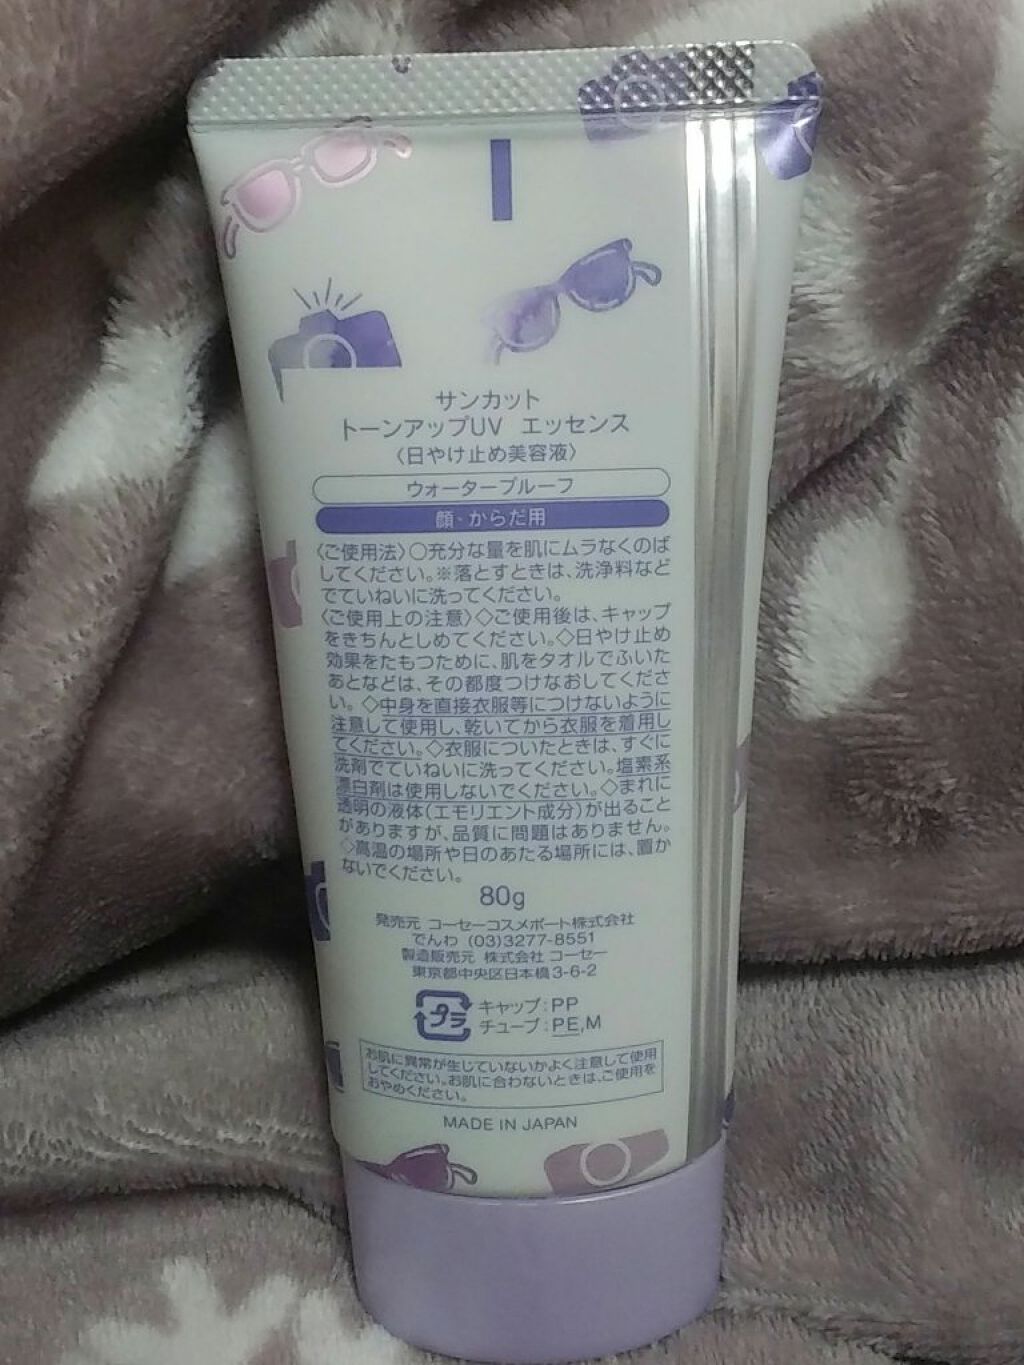 サンカット
トーンアップUV エッセンス
〈日やけ止め美容液〉
ウォータープルーフ
顔・からだ用
〈ご使用法〉○充分な量を肌にムラなくのば
してください。※落とすときは、洗浄料など
でていねいに洗ってください。
〈ご使用上の注意〉◇ご使用後は、キャップ
をきちんとしめてください。◇日やけ止め
効果をたもつために、肌をタオルでふいた
あとなどは、その都度つけなおしてくださ
い。◇中身を直接衣服等につけないように
注意して使用し、乾いてから衣服を着用し
てください。◇衣服についたときは、すぐに
洗剤でていねいに洗ってください。塩素系
漂白剤は使用しないでください。◇まれに
透明の液体（エモリエント成分）が出ること
がありますが、品質に問題はありません。
◇高温の場所や日のあたる場所には、置か
ないでください。
80g
発売元 コーセーコスメポート株式会社
でんわ (03)3277-8551
製造販売元 株式会社 コーセー
東京都中央区日本橋3-6-2
プラ キャップ:PP
チューブ:PE,M
お肌に異常が生じていないかよく注意して使用
してください。お肌に合わないときは、ご使用を
おやめください。
MADE IN JAPAN